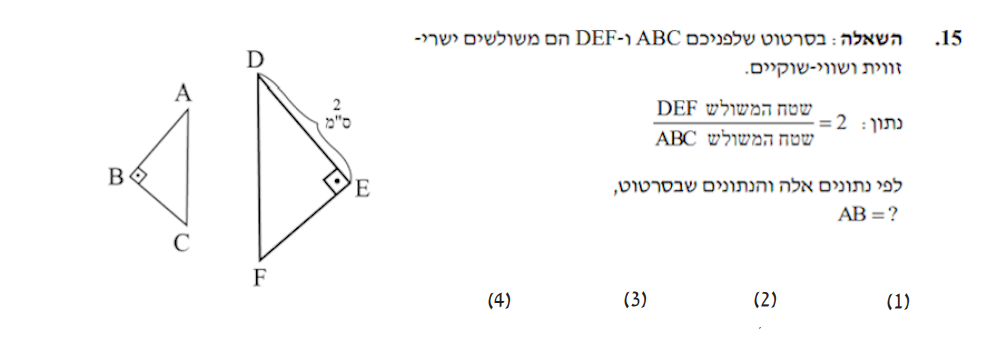 15. השאלה: בסרטוט שלפניכם ABC ו-DEF הם משולשים ישרי-
זווית ושווי-שוקיים.
נתון: שטח המשולש DEF / שטח המשולש ABC = 2
לפי נתונים אלה והנתונים שבסרטוט,
AB = ?
(1) (2) (3) (4)
D
2
ס"מ
A
B
E
C
F